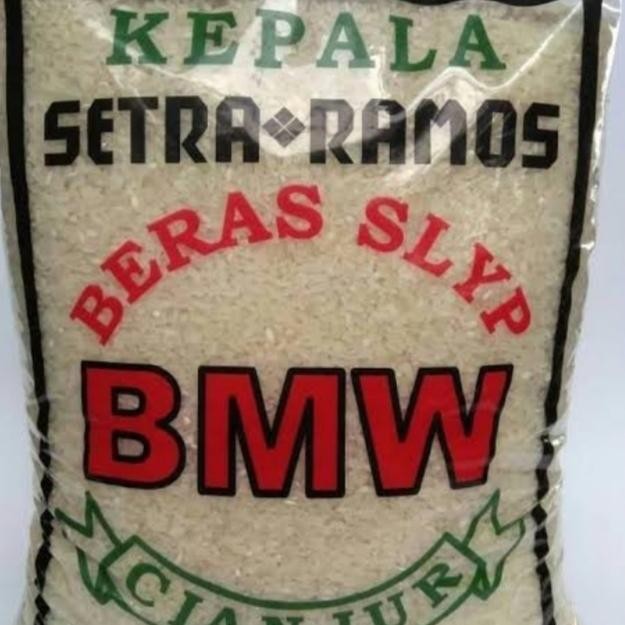 KEPALA
SETRA RAMOS
BERAS SLYP
BMW
CIANJUR